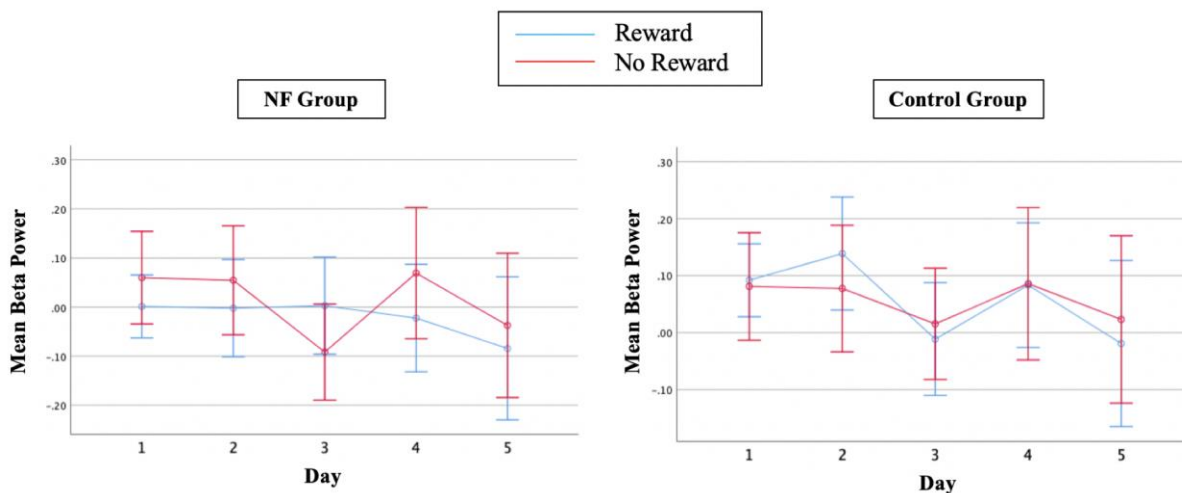 Reward
No Reward
NF Group
Control Group
Mean Beta Power
.30
.20
.10
.00
-.10
-.20
1
2
3
4
5
Day
Mean Beta Power
.30
.20
.10
.00
-.10
1
2
3
4
5
Day